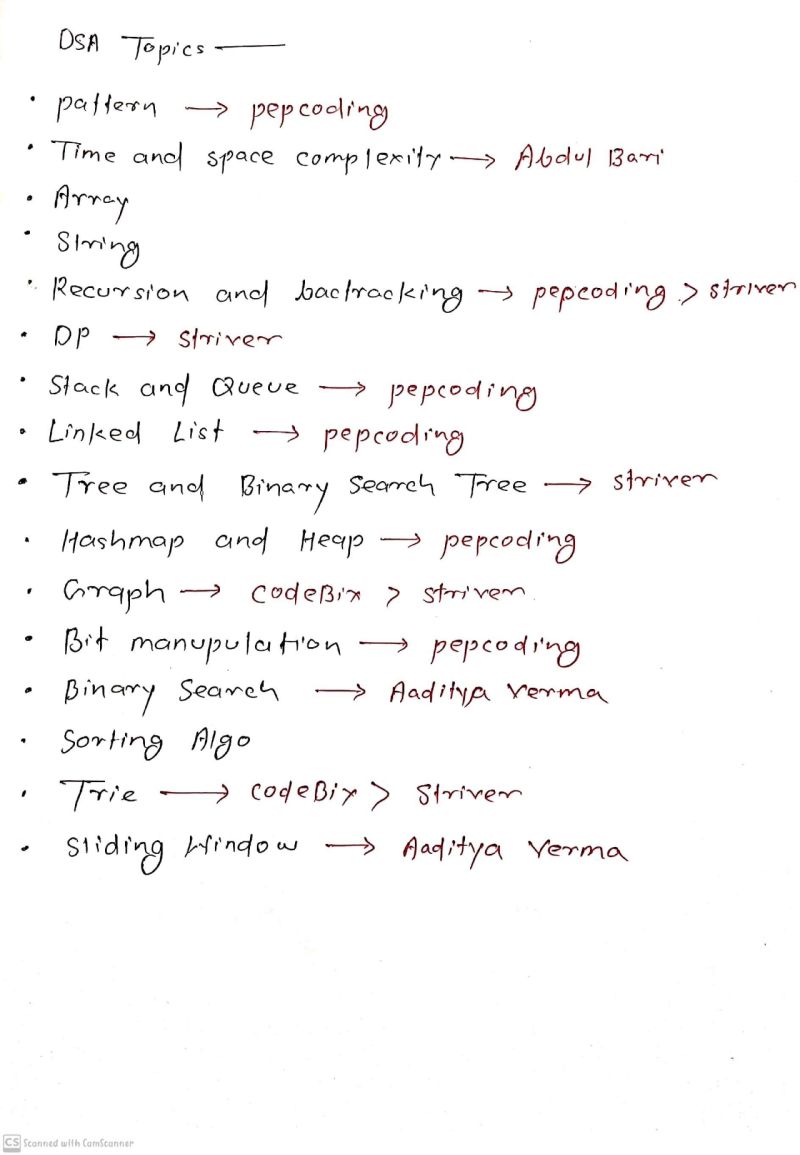 DSA Topics
• pattern → pepcoding
• Time and space complexity → Abdul Bari
• Array
• String
• Recursion and bactracking → pepcoding > striver
• DP → striver
• Stack and Queue → pepcoding
• Linked List → pepcoding
• Tree and Binary Search Tree → striver
• Hashmap and Heap → pepcoding
• Graph → codeBix > striver
• Bit manupulation → pepcoding
• Binary Search → Aaditya verma
• Sorting Algo
• Trie → codeBix > Striver
• Sliding Window → Aaditya Verma
CS Scanned with CamScanner